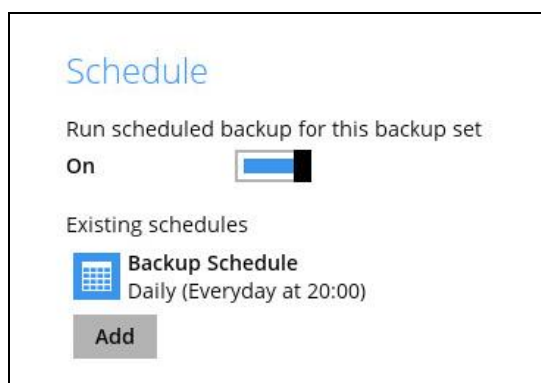 Schedule
Run scheduled backup for this backup set
On
Existing schedules
Backup Schedule
Daily (Everyday at 20:00)
Add